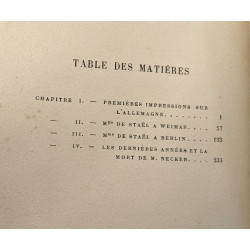 TABLE DES MATIÈRES
CHAPITRE I. — PREMIÈRES IMPRESSIONS SUR
L'ALLEMAGNE. . . . . . . . 1
— II. — Mme DE STAËL A WEIMAR. . . 57
— III. — Mme DE STAËL A BERLIN. . . . 133
— IV. — LES DERNIÈRES ANNÉES ET LA
MORT DE M. NECKER. . . . . 235